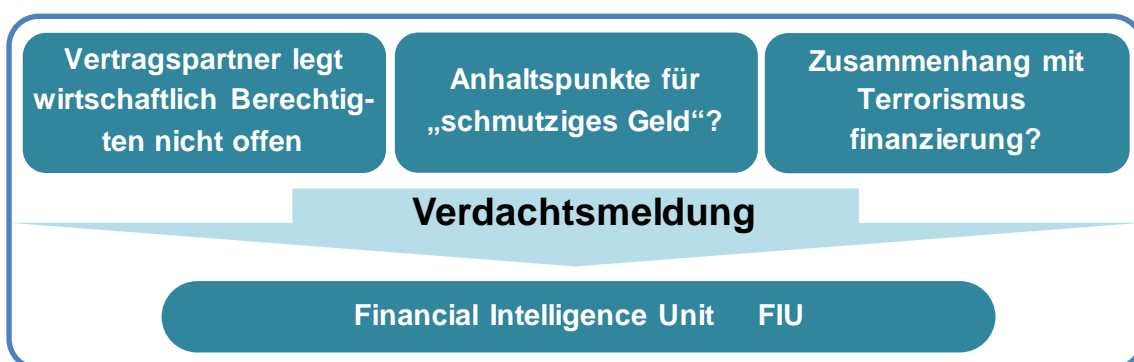 Vertragspartner legt
wirtschaftlich Berechtig-
ten nicht offen
Anhaltspunkte für
„schmutziges Geld“?
Zusammenhang mit
Terrorismus
finanzierung?
Verdachtsmeldung
Financial Intelligence Unit FIU